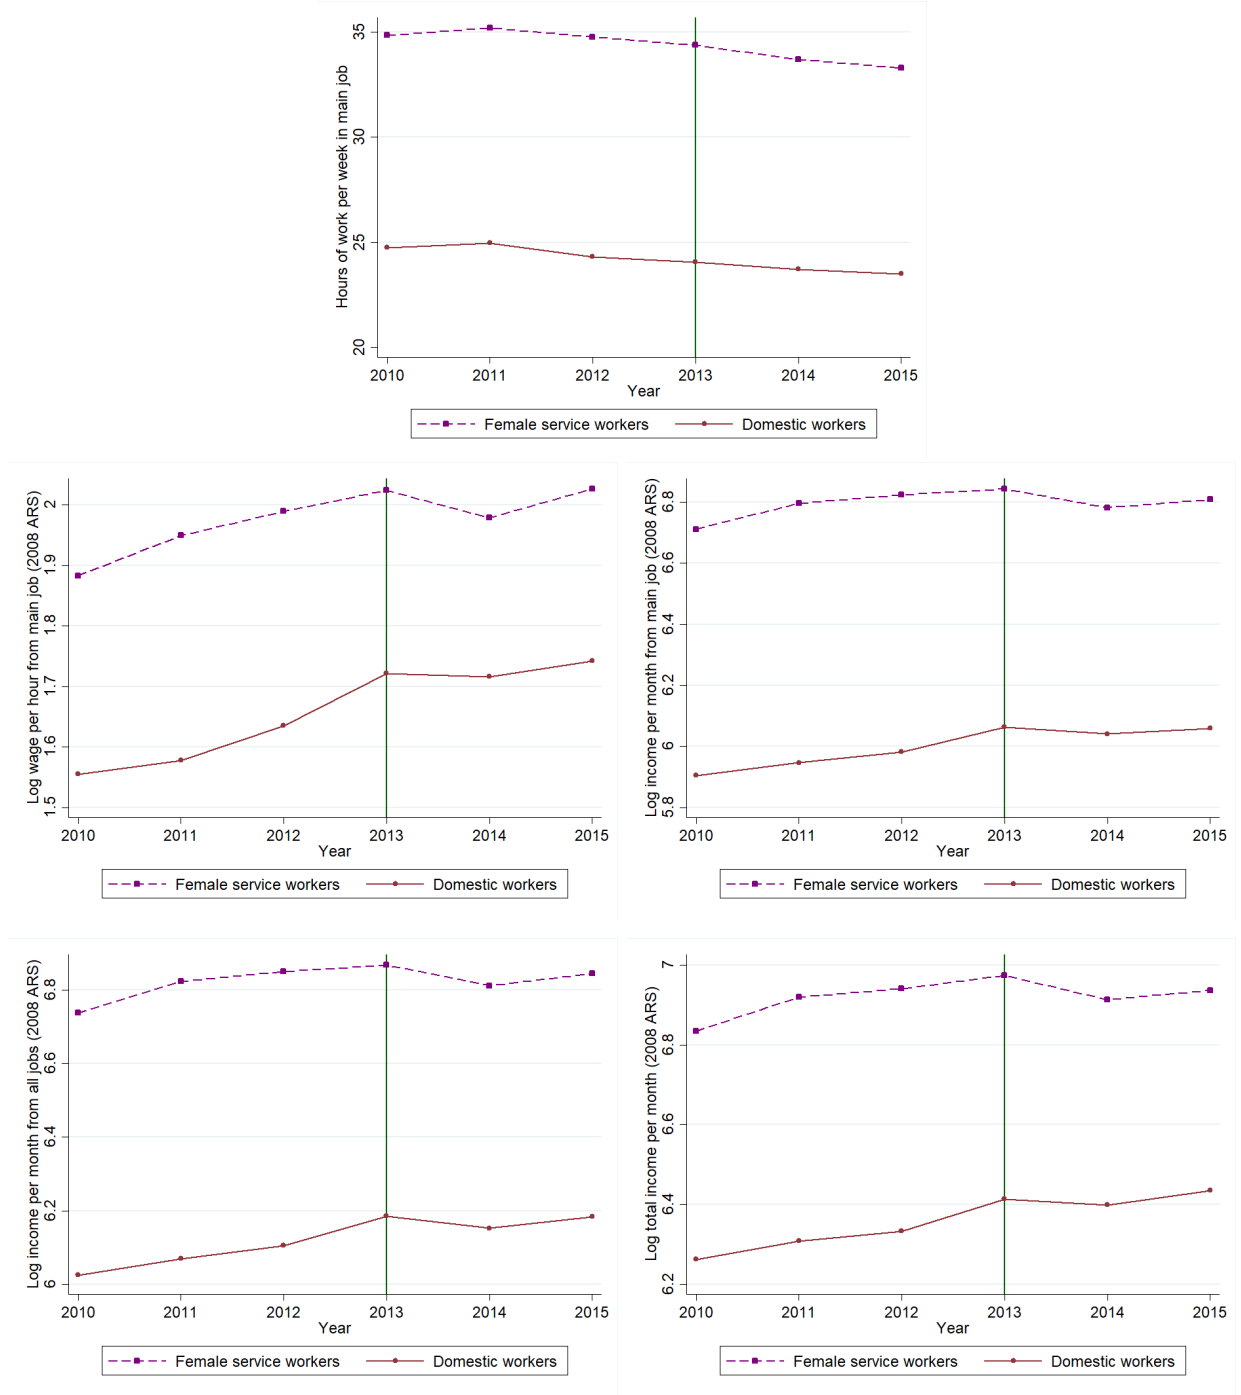 Hours of work per week in main job
35
30
25
20
2010 2011 2012 2013 2014 2015
Year
Female service workers Domestic workers
Log wage per hour from main job (2008 ARS)
2
1.9
1.8
1.7
1.6
1.5
2010 2011 2012 2013 2014 2015
Year
Female service workers Domestic workers
Log income per month from main job (2008 ARS)
6.8
6.6
6.4
6.2
6
5.8
2010 2011 2012 2013 2014 2015
Year
Female service workers Domestic workers
Log income per month from all jobs (2008 ARS)
6.8
6.6
6.4
6.2
6
2010 2011 2012 2013 2014 2015
Year
Female service workers Domestic workers
Log total income per month (2008 ARS)
7
6.8
6.6
6.4
6.2
2010 2011 2012 2013 2014 2015
Year
Female service workers Domestic workers